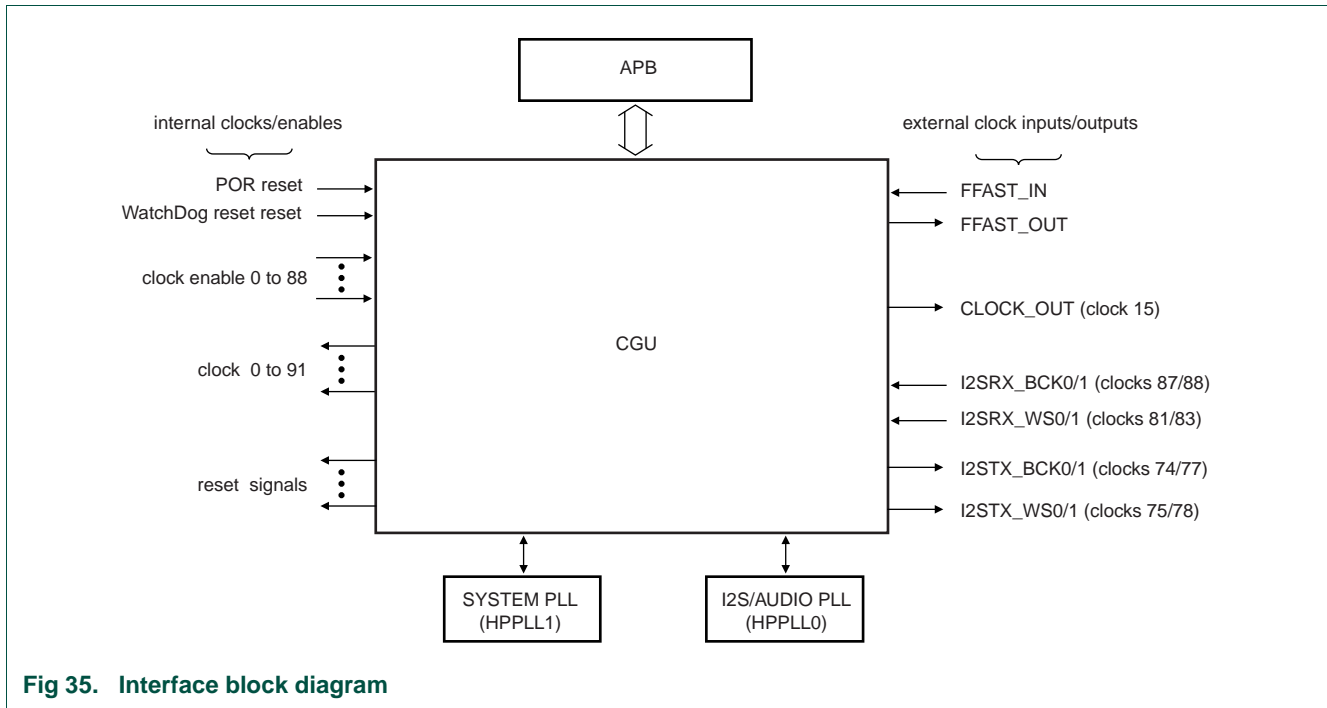 APB
internal clocks/enables
external clock inputs/outputs
POR reset
WatchDog reset reset
clock enable 0 to 88
clock 0 to 91
reset signals
CGU
FFAST_IN
FFAST_OUT
CLOCK_OUT (clock 15)
I2SRX_BCK0/1 (clocks 87/88)
I2SRX_WS0/1 (clocks 81/83)
I2STX_BCK0/1 (clocks 74/77)
I2STX_WS0/1 (clocks 75/78)
SYSTEM PLL
(HPPLL1)
I2S/AUDIO PLL
(HPPLL0)
Fig 35. Interface block diagram